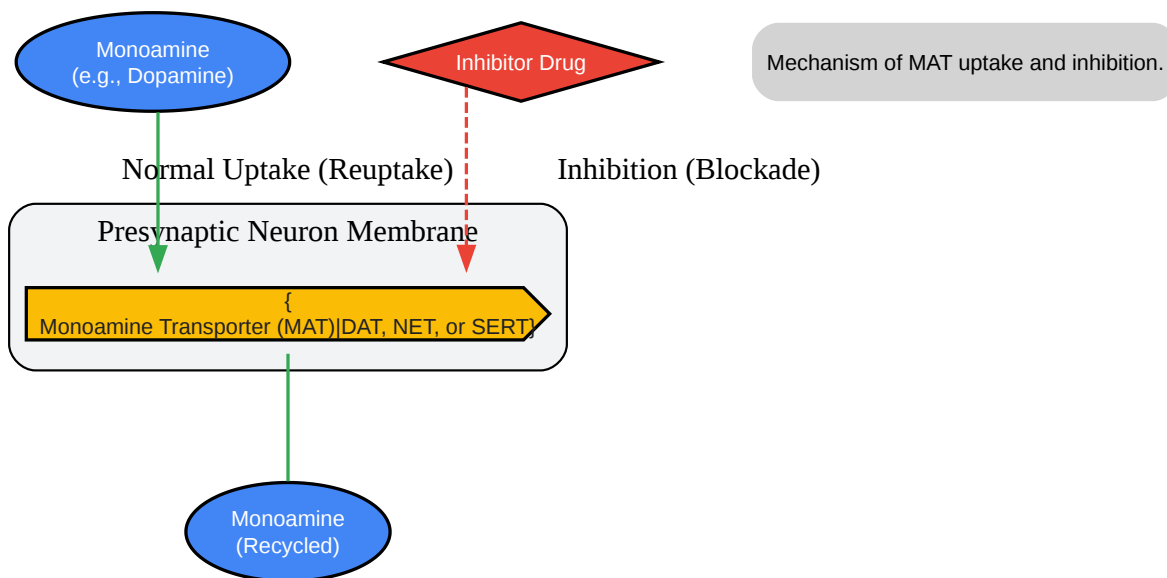 Monoamine
(e.g., Dopamine)
Inhibitor Drug
Mechanism of MAT uptake and inhibition.
Normal Uptake (Reuptake)
Inhibition (Blockade)
Presynaptic Neuron Membrane
{
Monoamine Transporter (MAT)|DAT, NET, or SERT}
Monoamine
(Recycled)